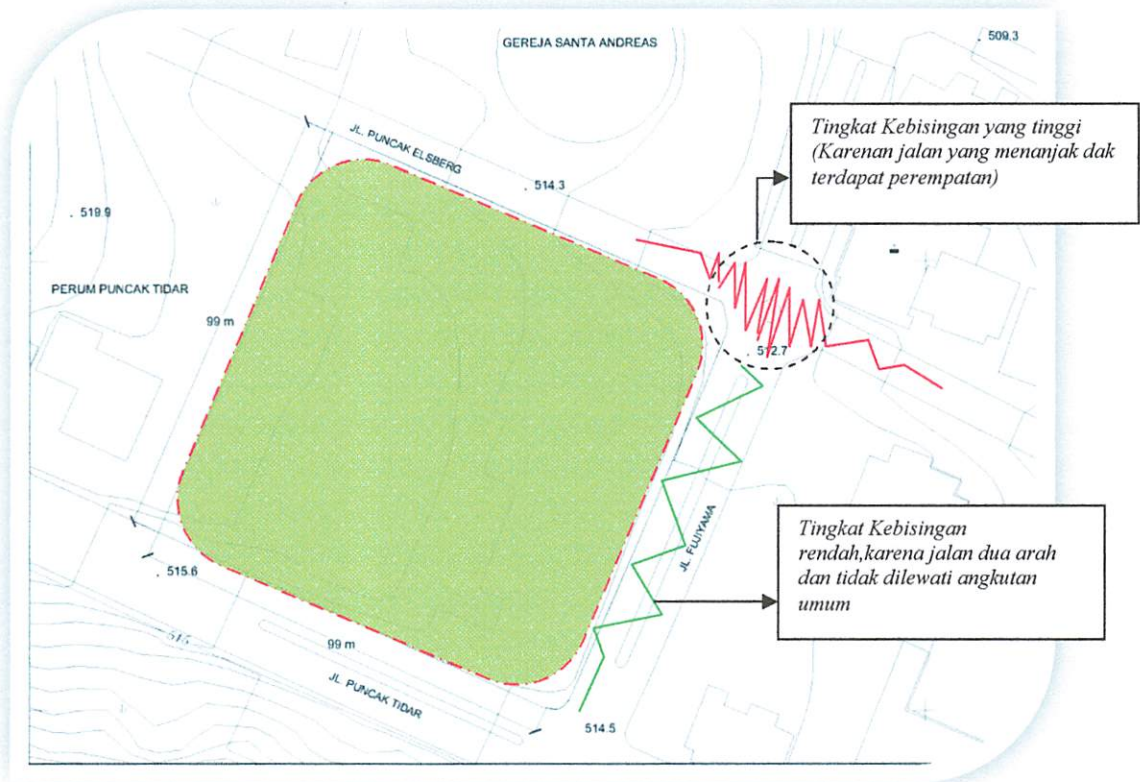 GEREJA SANTA ANDREAS
. 509.3
JL. PUNCAK ELSBERG
. 514.3
Tingkat Kebisingan yang tinggi
(Karenan jalan yang menanjak dak
terdapat perempatan)
. 519.9
PERUM PUNCAK TIDAR
99 m
. 512.7
JL. FUJIYAMA
Tingkat Kebisingan
rendah,karena jalan dua arah
dan tidak dilewati angkutan
umum
. 515.6
515
99 m
JL. PUNCAK TIDAR
514.5